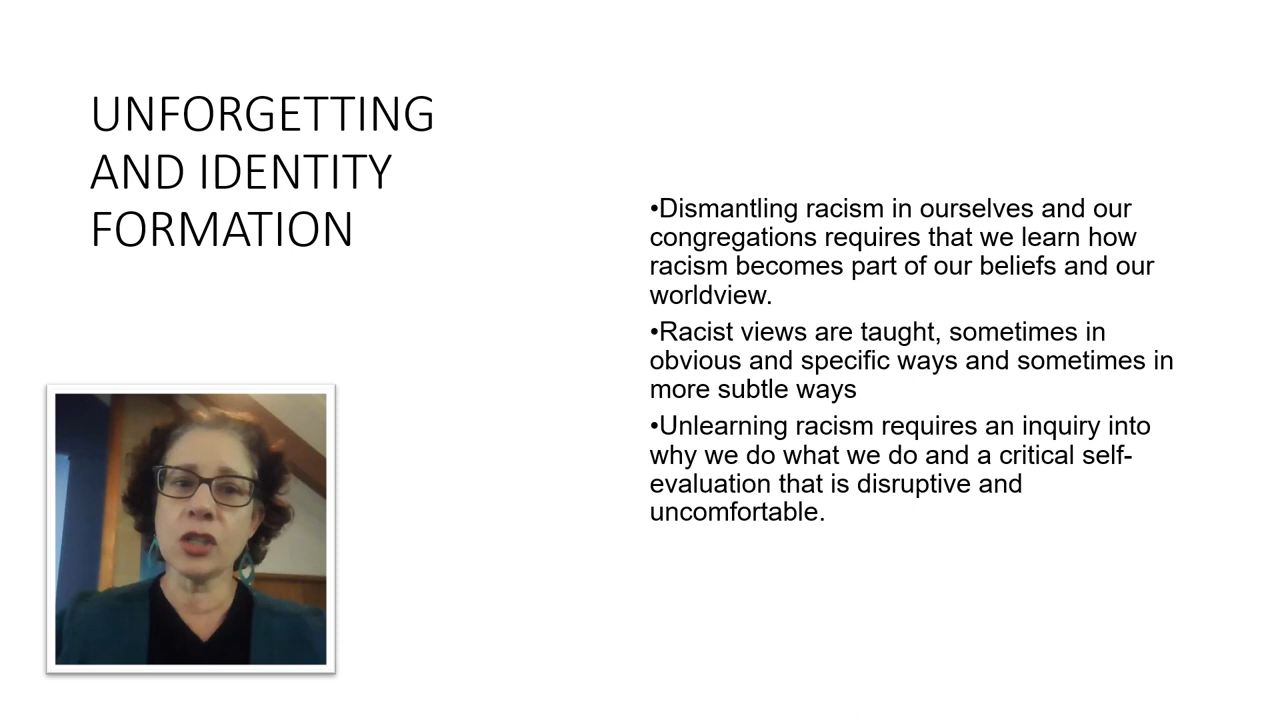 UNFORGETTING
AND IDENTITY
FORMATION
•Dismantling racism in ourselves and our
congregations requires that we learn how
racism becomes part of our beliefs and our
worldview.
•Racist views are taught, sometimes in
obvious and specific ways and sometimes in
more subtle ways
•Unlearning racism requires an inquiry into
why we do what we do and a critical self-
evaluation that is disruptive and
uncomfortable.